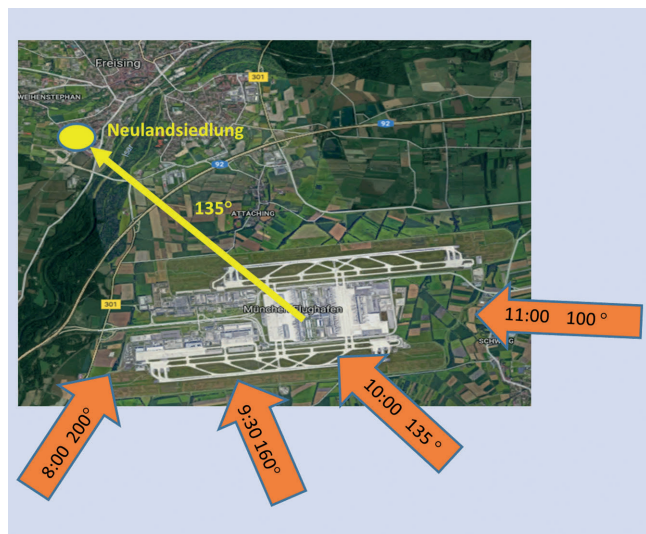 Freising
301
WEIHENSTEPHAN
Neulandsiedlung
92
92
135°
ATTACHING
301
München Flughafen
11:00 100°
SCHWAIG
10:00 135°
9:30 160°
8:00 200°